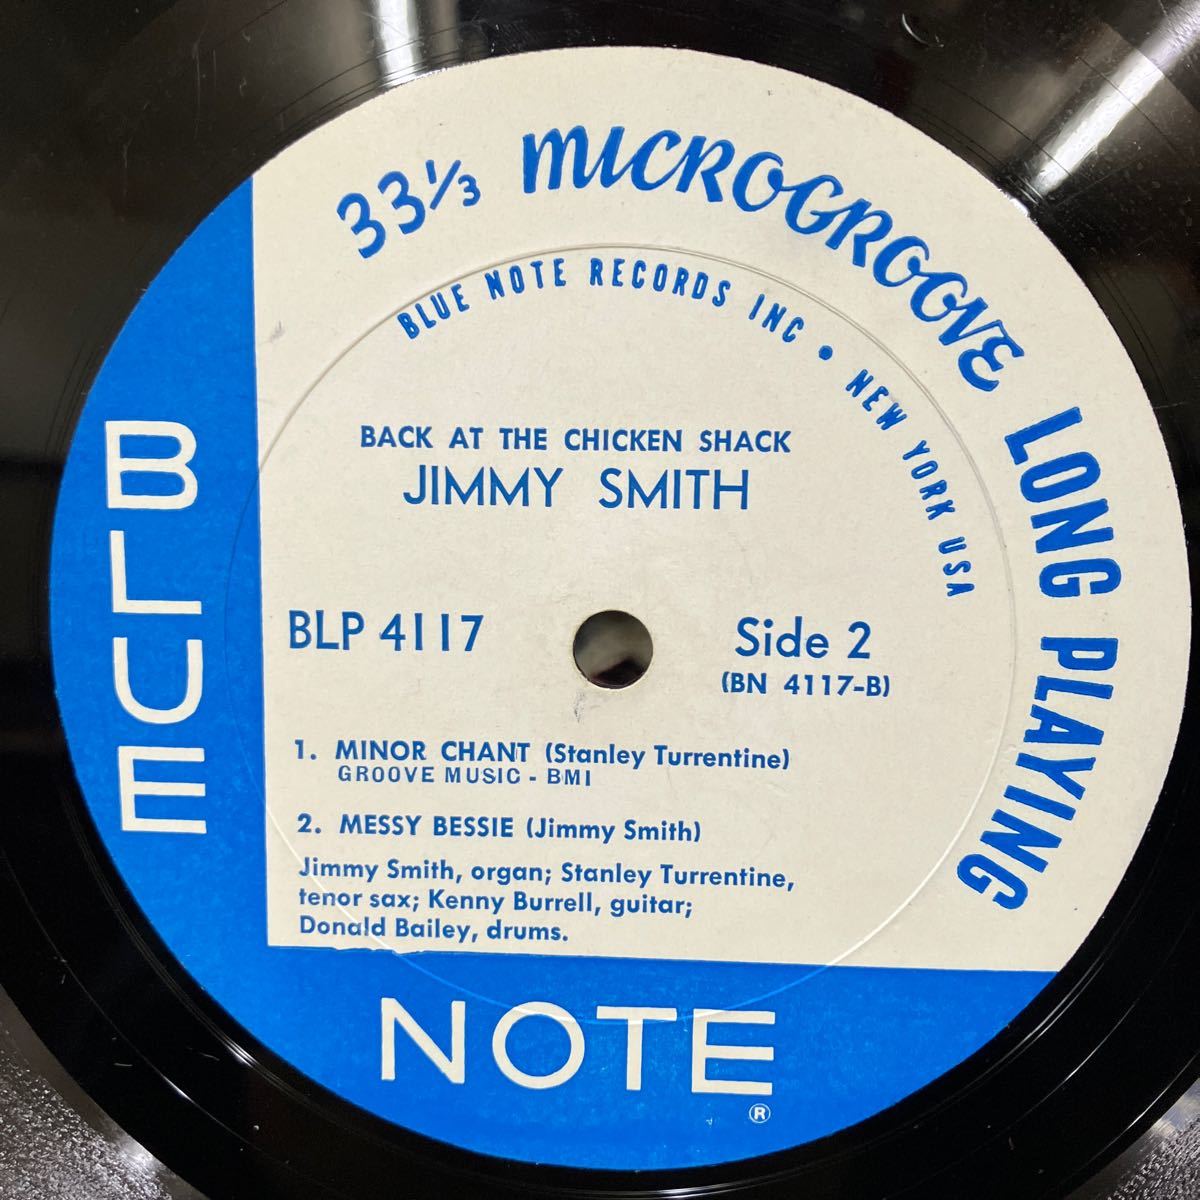 33⅓ MICROGROOVE LONG PLAYING
BLUE NOTE RECORDS INC • NEW YORK USA
BACK AT THE CHICKEN SHACK
JIMMY SMITH
BLP 4117
Side 2
(BN 4117-B)
1. MINOR CHANT (Stanley Turrentine)
GROOVE MUSIC - BMI
2. MESSY BESSIE (Jimmy Smith)
Jimmy Smith, organ; Stanley Turrentine,
tenor sax; Kenny Burrell, guitar;
Donald Bailey, drums.
BLUE
NOTE
®